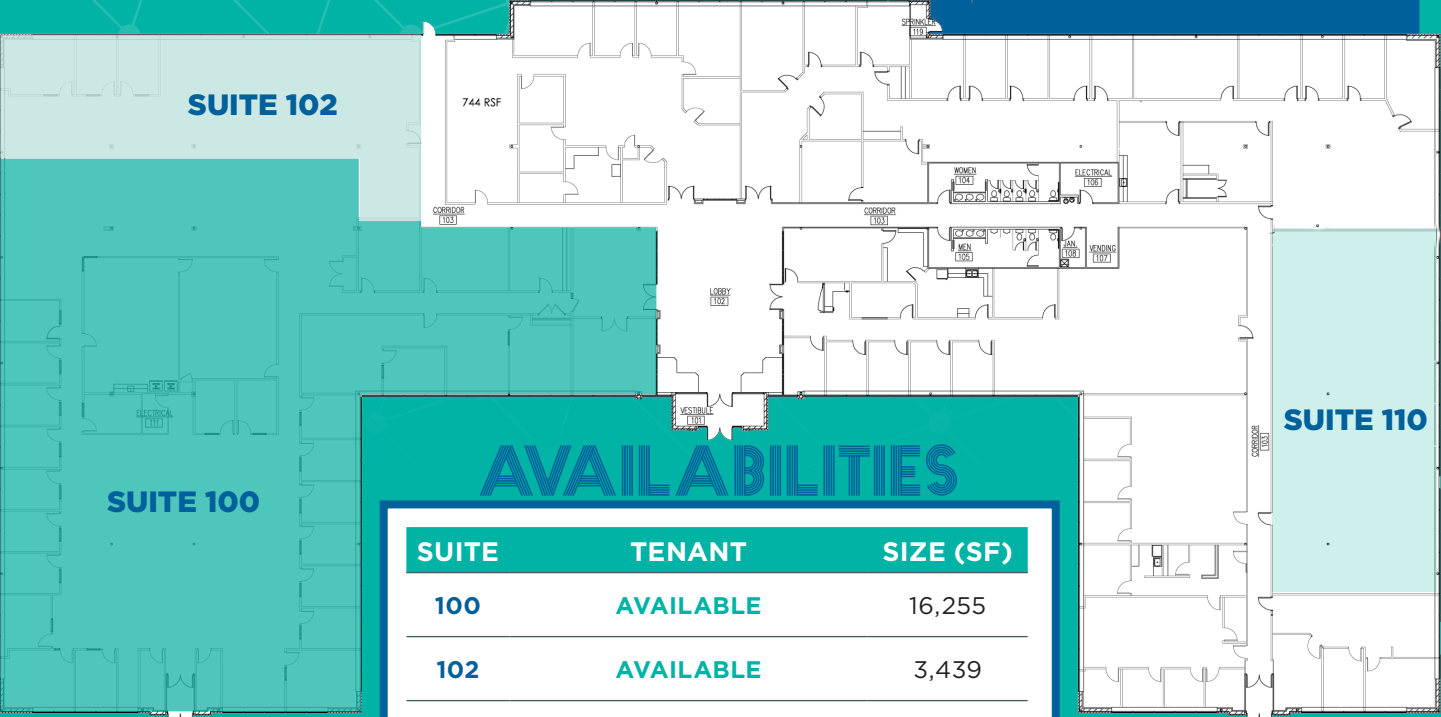 SPRINKLER
119
SUITE 102
744 RSF
WOMEN
104
ELECTRICAL
106
CORRIDOR
103
CORRIDOR
103
MEN
105
JAN.
108
VENDING
107
LOBBY
102
ELECTRICAL
111
VESTIBULE
101
SUITE 110
CORRIDOR
103
SUITE 100
AVAILABILITIES
SUITE TENANT SIZE (SF)
100 AVAILABLE 16,255
102 AVAILABLE 3,439